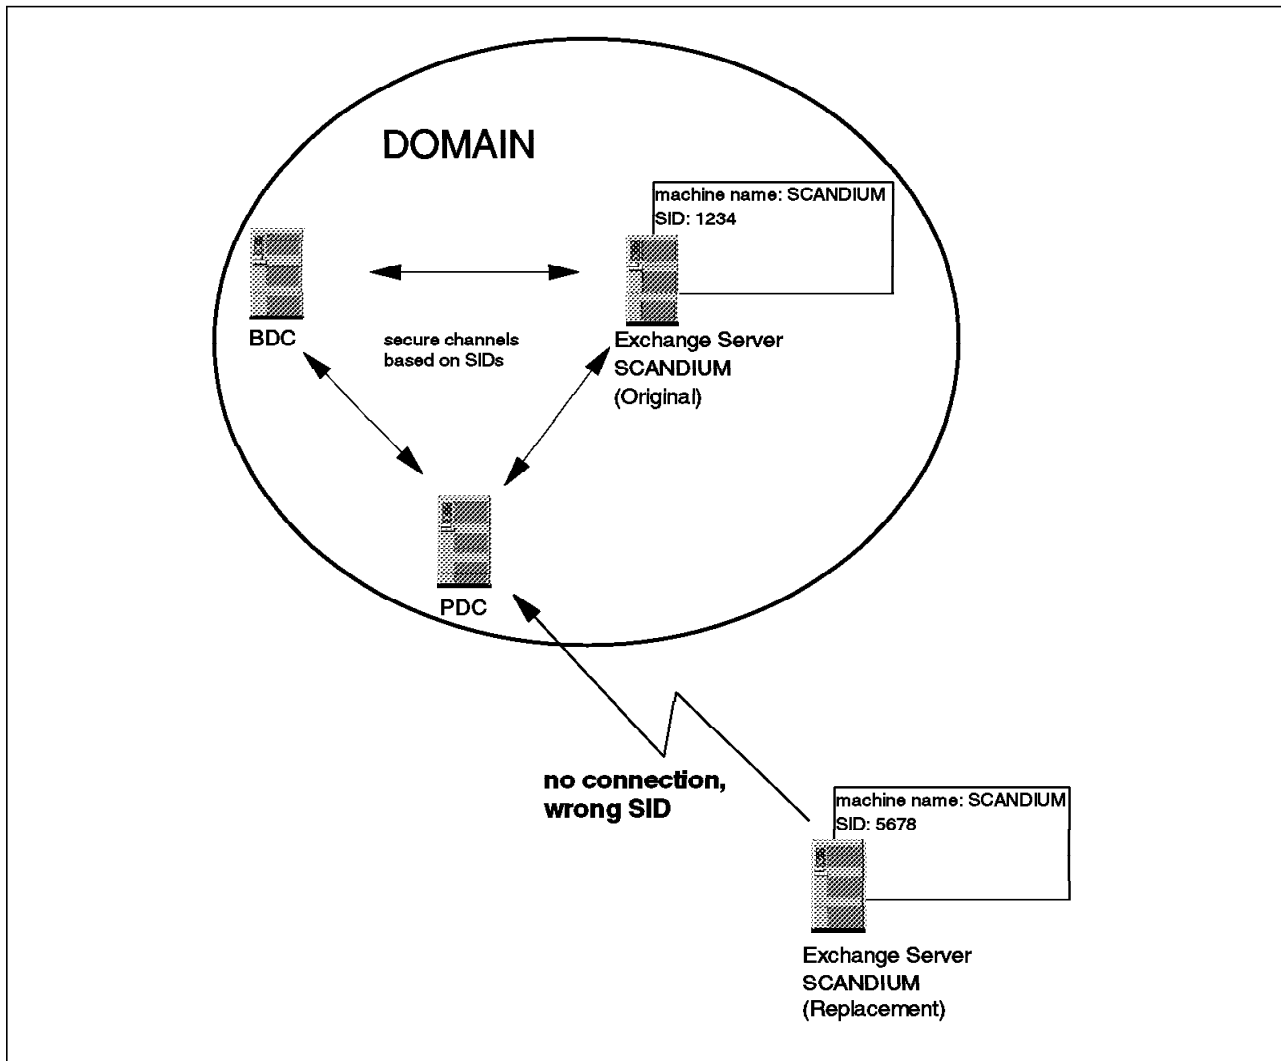 DOMAIN
machine name: SCANDIUM
SID: 1234
BDC
secure channels
based on SIDs
Exchange Server
SCANDIUM
(Original)
PDC
no connection,
wrong SID
machine name: SCANDIUM
SID: 5678
Exchange Server
SCANDIUM
(Replacement)